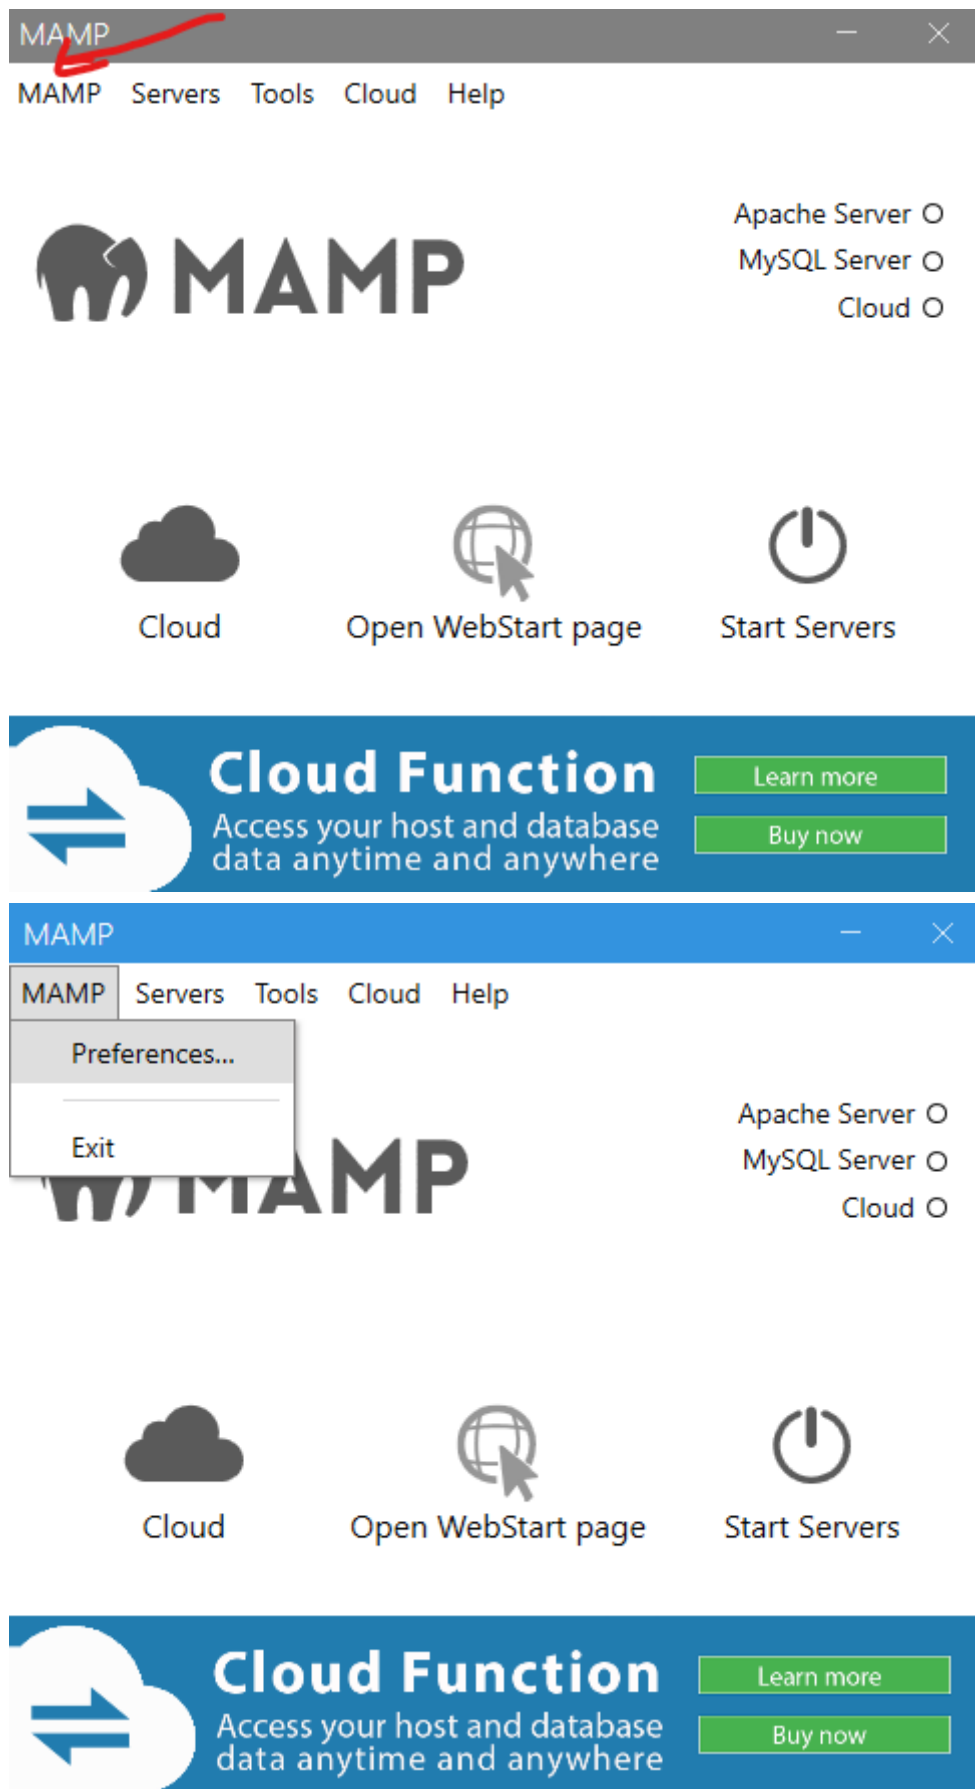 MAMP
MAMP Servers Tools Cloud Help
Apache Server
MySQL Server
Cloud
MAMP
Cloud
Open WebStart page
Start Servers
Cloud Function
Access your host and database
data anytime and anywhere
Learn more
Buy now
MAMP
MAMP Servers Tools Cloud Help
Preferences...
Exit
Apache Server
MySQL Server
Cloud
MAMP
Cloud
Open WebStart page
Start Servers
Cloud Function
Access your host and database
data anytime and anywhere
Learn more
Buy now